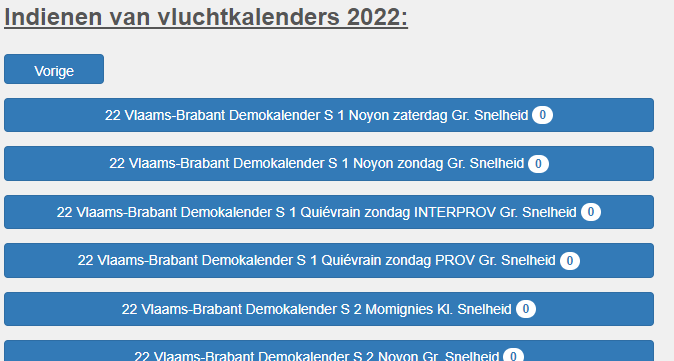 Indienen van vluchtkalenders 2022:
Vorige
22 Vlaams-Brabant Demokalender S 1 Noyon zaterdag Gr. Snelheid 0
22 Vlaams-Brabant Demokalender S 1 Noyon zondag Gr. Snelheid 0
22 Vlaams-Brabant Demokalender S 1 Quiévrain zondag INTERPROV Gr. Snelheid 0
22 Vlaams-Brabant Demokalender S 1 Quiévrain zondag PROV Gr. Snelheid 0
22 Vlaams-Brabant Demokalender S 2 Momignies Kl. Snelheid 0
22 Vlaams-Brabant Demokalender S 2 Noyon Gr. Snelheid 0